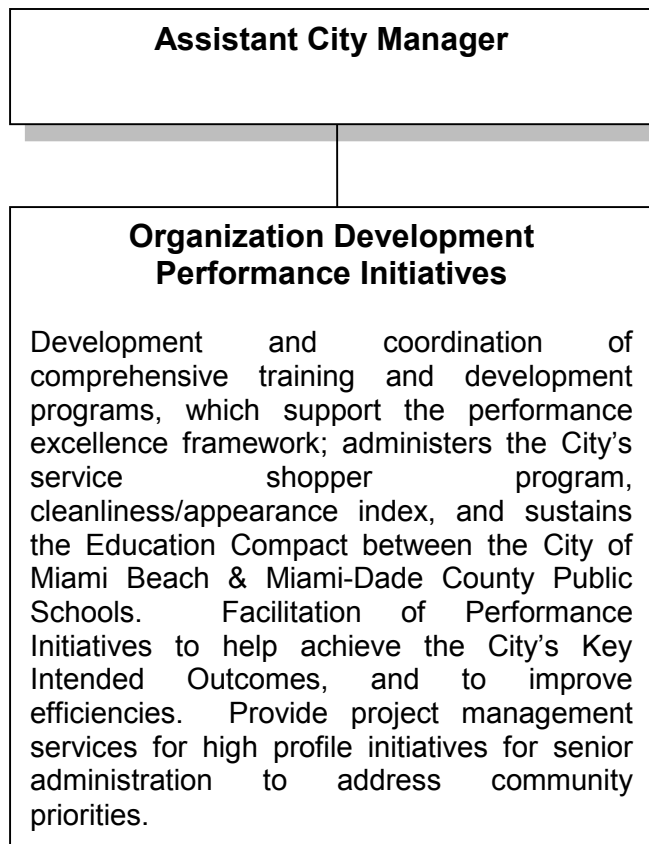 Assistant City Manager
Organization Development
Performance Initiatives
Development and coordination of
comprehensive training and development
programs, which support the performance
excellence framework; administers the City’s
service shopper program,
cleanliness/appearance index, and sustains
the Education Compact between the City of
Miami Beach & Miami-Dade County Public
Schools. Facilitation of Performance
Initiatives to help achieve the City’s Key
Intended Outcomes, and to improve
efficiencies. Provide project management
services for high profile initiatives for senior
administration to address community
priorities.